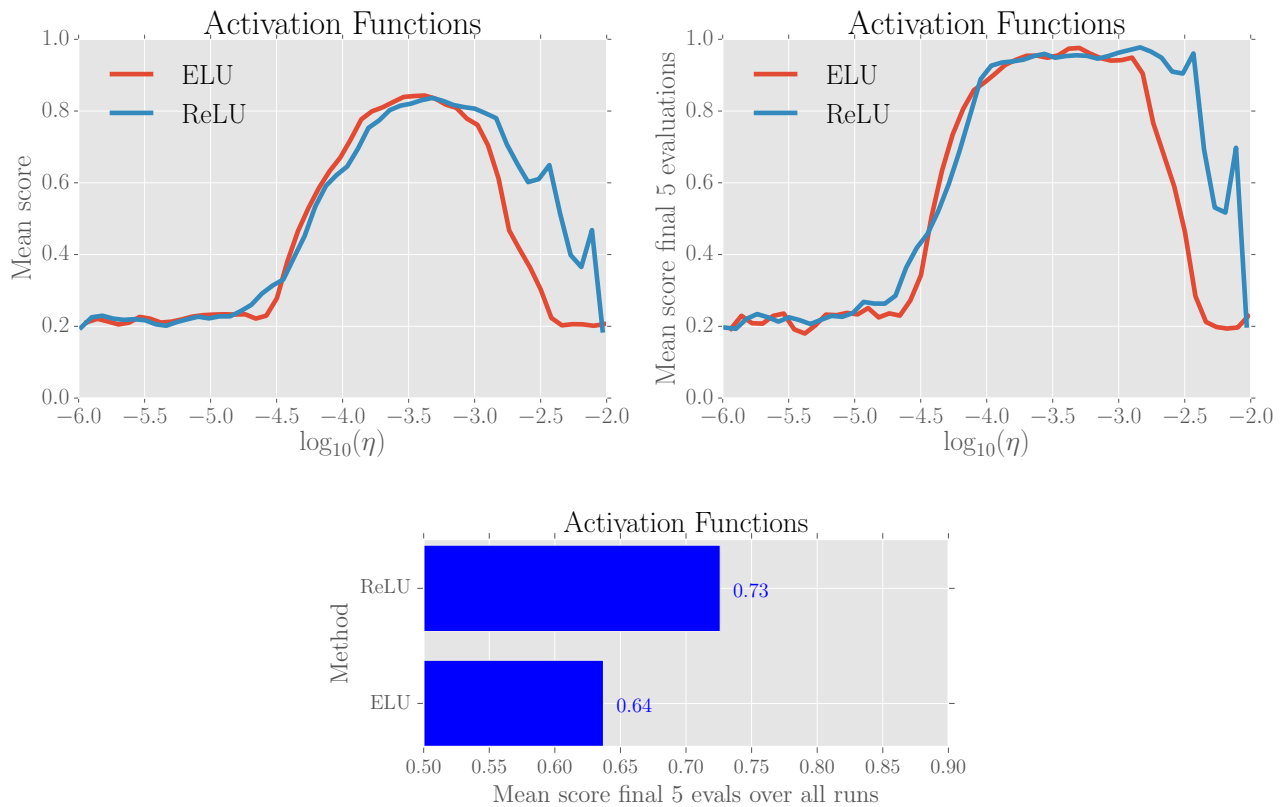 Activation Functions
Mean score
1.0
0.8
0.6
0.4
0.2
0.0
ELU
ReLU
−6.0 −5.5 −5.0 −4.5 −4.0 −3.5 −3.0 −2.5 −2.0
log₁₀(η)
Activation Functions
Mean score final 5 evaluations
1.0
0.8
0.6
0.4
0.2
0.0
ELU
ReLU
−6.0 −5.5 −5.0 −4.5 −4.0 −3.5 −3.0 −2.5 −2.0
log₁₀(η)
Activation Functions
Method
ReLU 0.73
ELU 0.64
0.50 0.55 0.60 0.65 0.70 0.75 0.80 0.85 0.90
Mean score final 5 evals over all runs